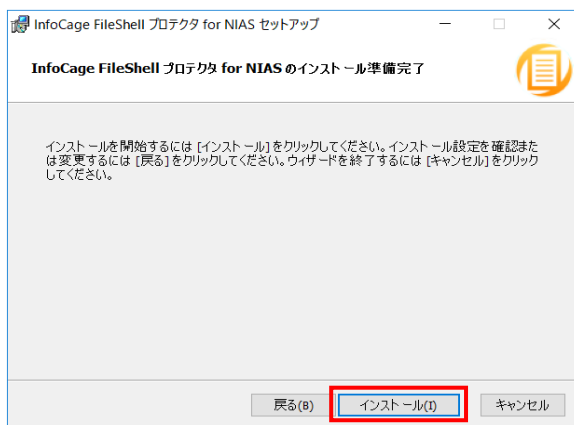 InfoCage FileShell プロテクタ for NIAS セットアップ
InfoCage FileShell プロテクタ for NIAS のインストール準備完了
インストールを開始するには [インストール] をクリックしてください。インストール設定を確認また
は変更するには [戻る] をクリックしてください。ウィザードを終了するには [キャンセル] をクリック
してください。
戻る(B) インストール(I) キャンセル